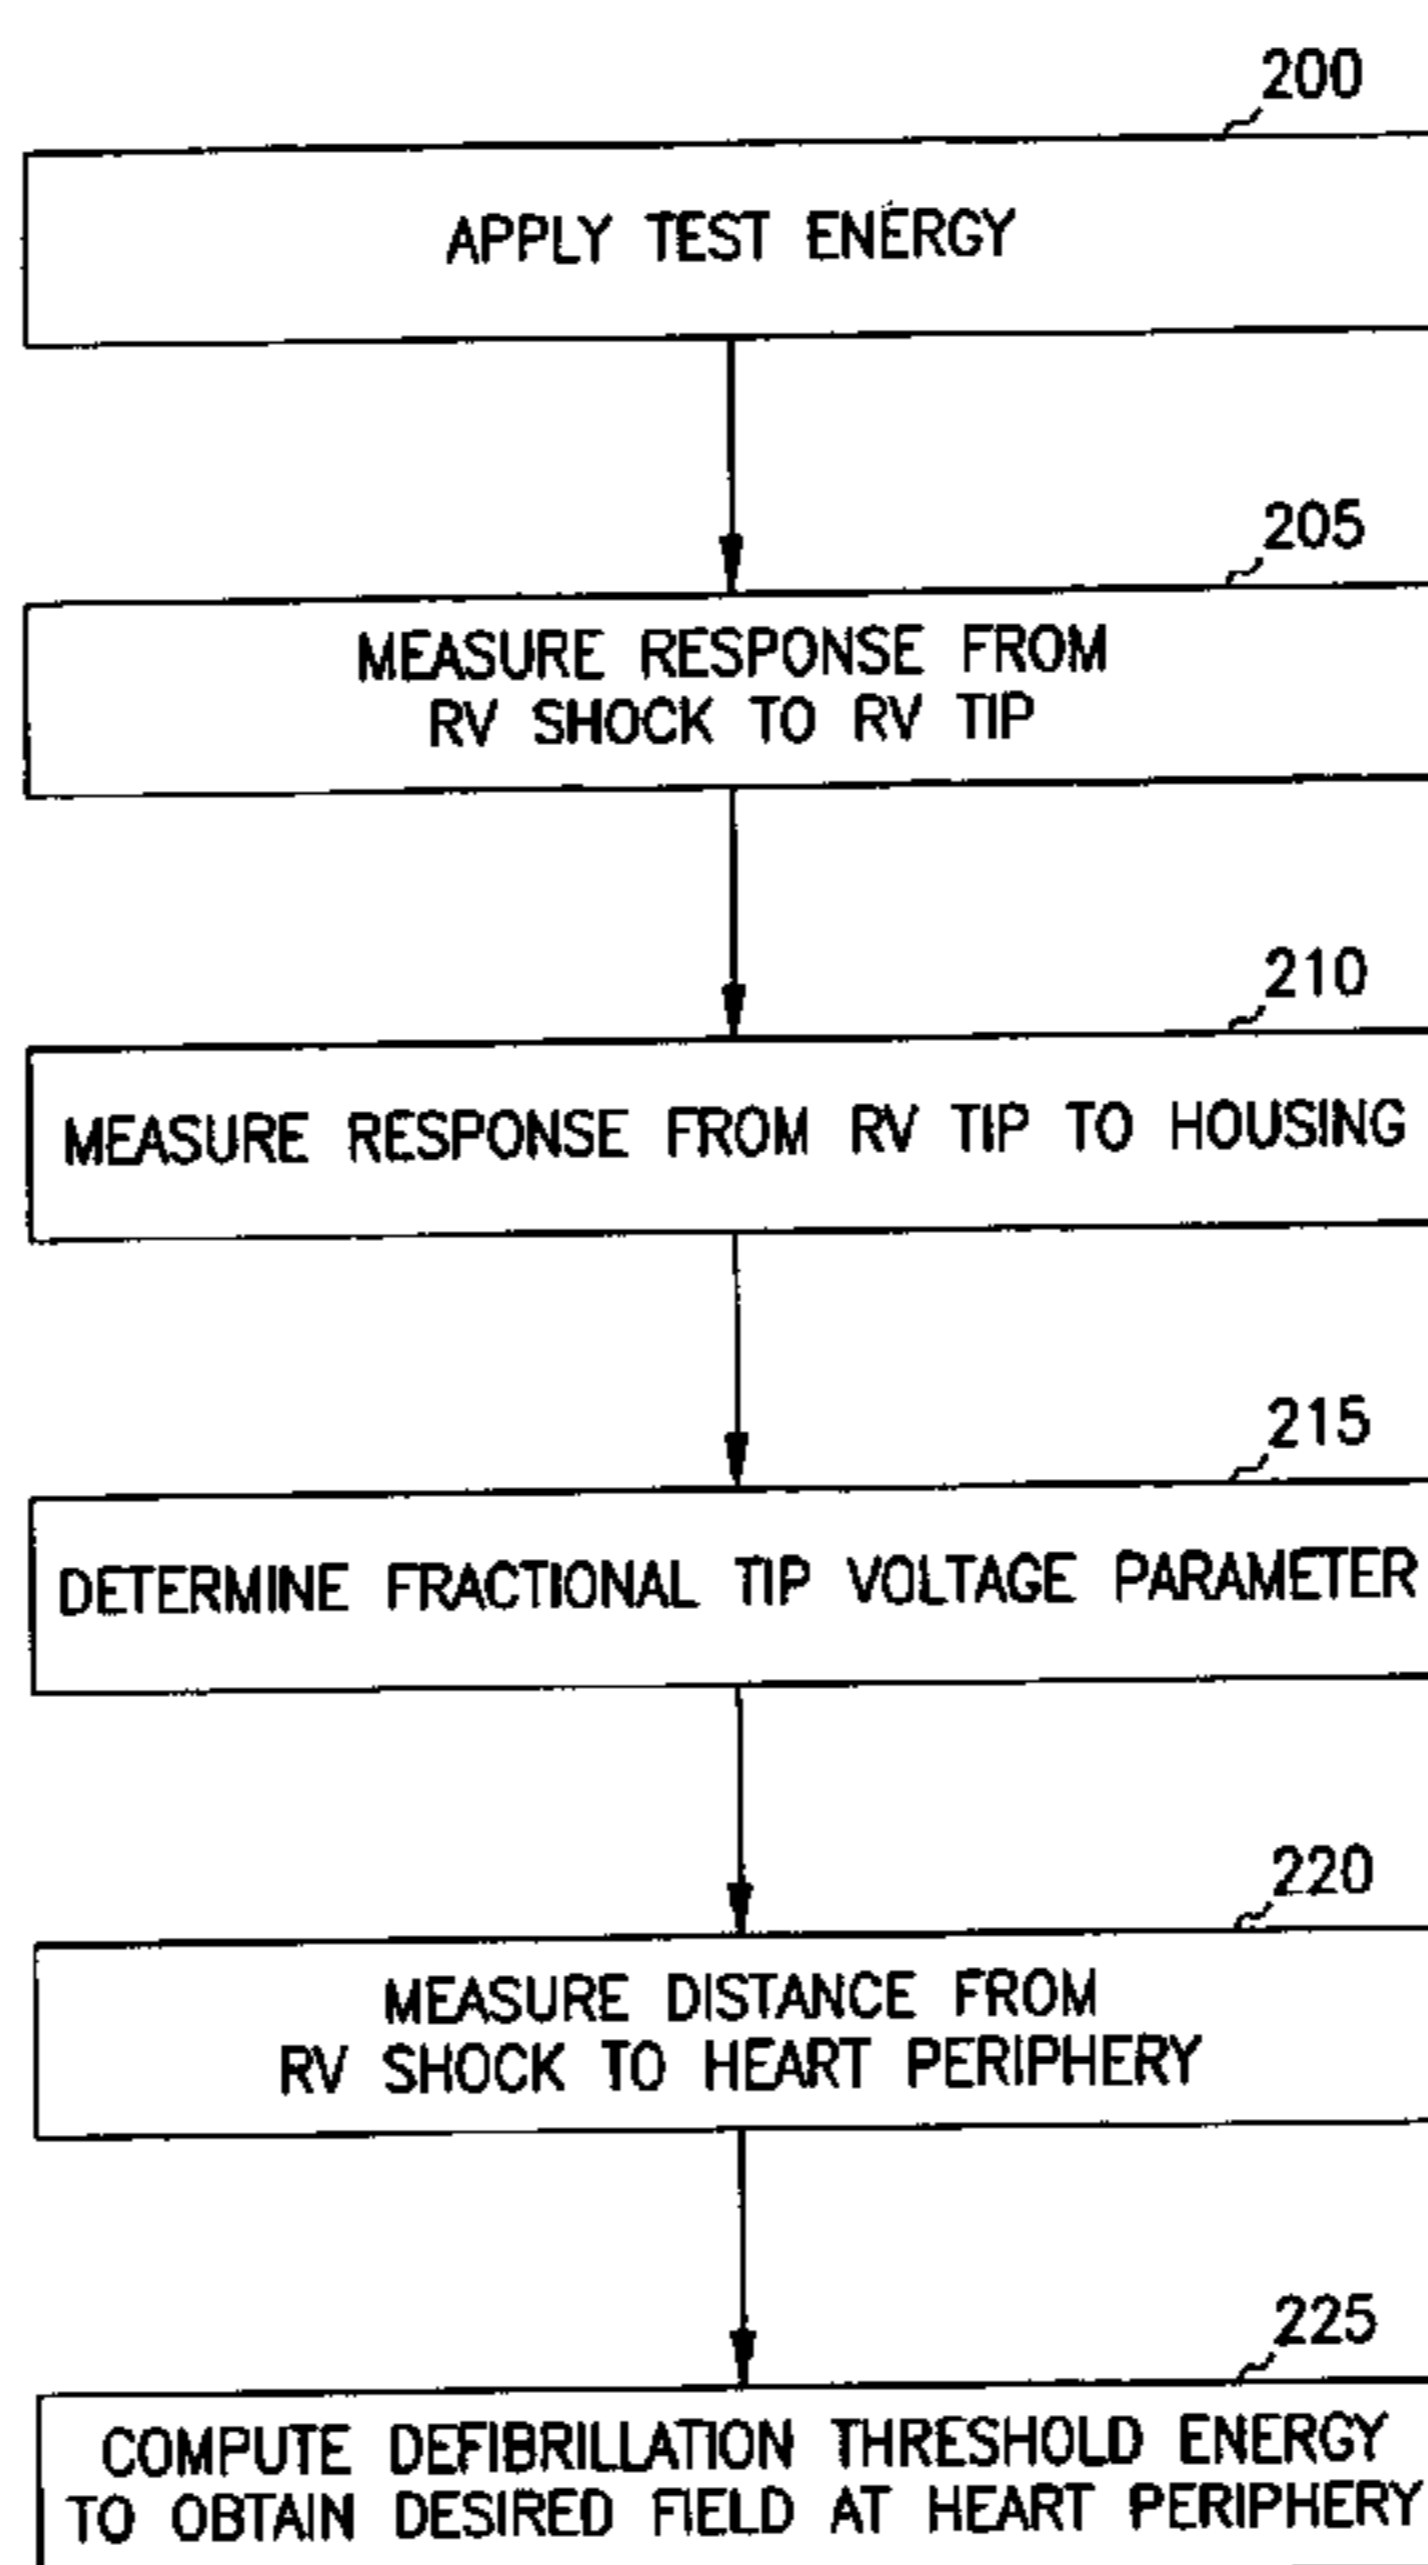 200
APPLY TEST ENERGY
205
MEASURE RESPONSE FROM
RV SHOCK TO RV TIP
210
MEASURE RESPONSE FROM RV TIP TO HOUSING
215
DETERMINE FRACTIONAL TIP VOLTAGE PARAMETER
220
MEASURE DISTANCE FROM
RV SHOCK TO HEART PERIPHERY
225
COMPUTE DEFIBRILLATION THRESHOLD ENERGY
TO OBTAIN DESIRED FIELD AT HEART PERIPHERY